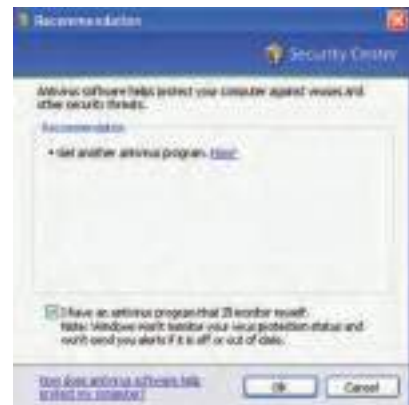 Recommendation
Security Center
Antivirus software helps protect your computer against viruses and
other security threats.
Recommendation
• Get another antivirus program. How?
I have an antivirus program that I'll monitor myself.
Note: Windows won't monitor your virus protection status and
won't send you alerts if it is off or out of date.
How does antivirus software help
protect my computer?
OK
Cancel